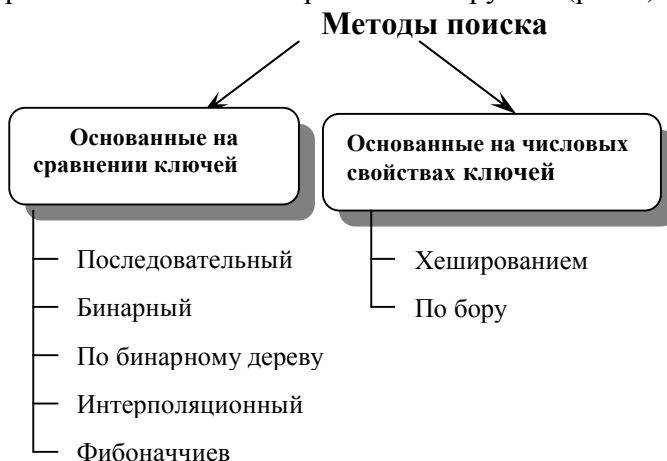 Методы поиска
Основанные на
сравнении ключей
Основанные на числовых
свойствах ключей
Последовательный
Бинарный
По бинарному дереву
Интерполяционный
Фибоначчиев
Хешированием
По бору